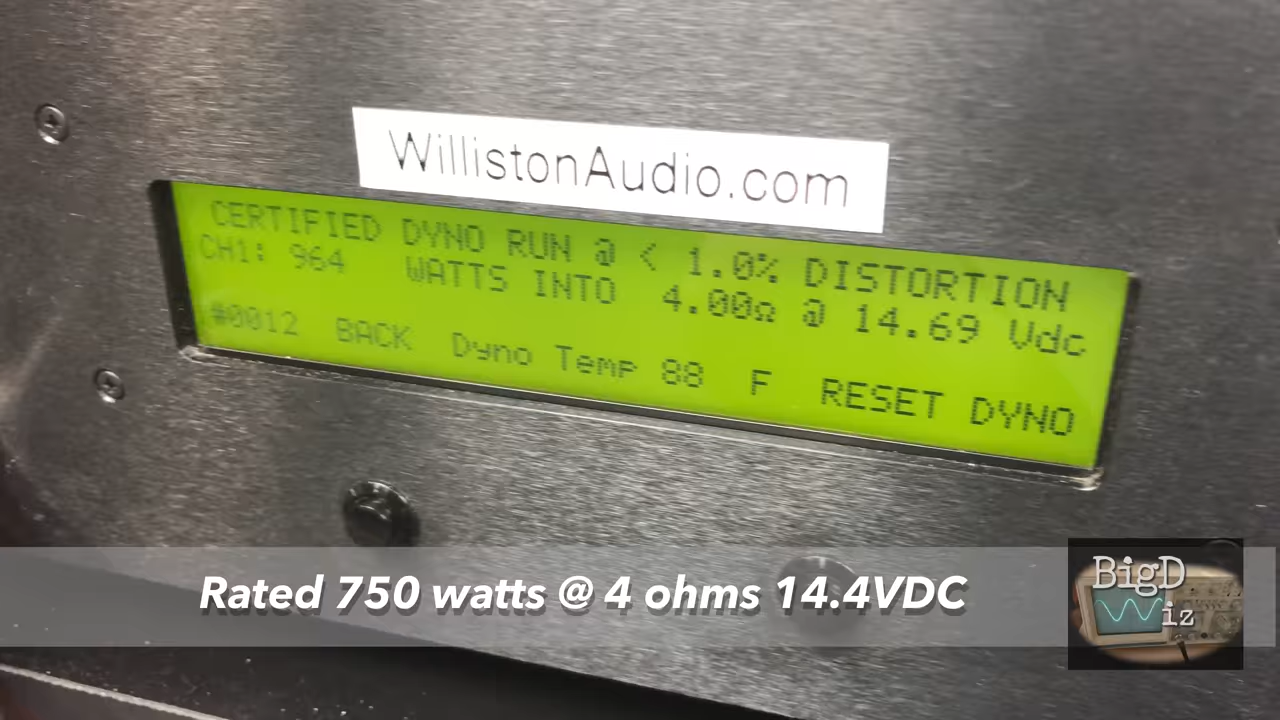 WillistonAudio.com
CERTIFIED DYNO RUN @ < 1.0% DISTORTION
CH1: 964 WATTS INTO 4.00Ω @ 14.69 Vdc
#0012 BACK Dyno Temp 88 F RESET DYNO
Rated 750 watts @ 4 ohms 14.4VDC
BigD
iz